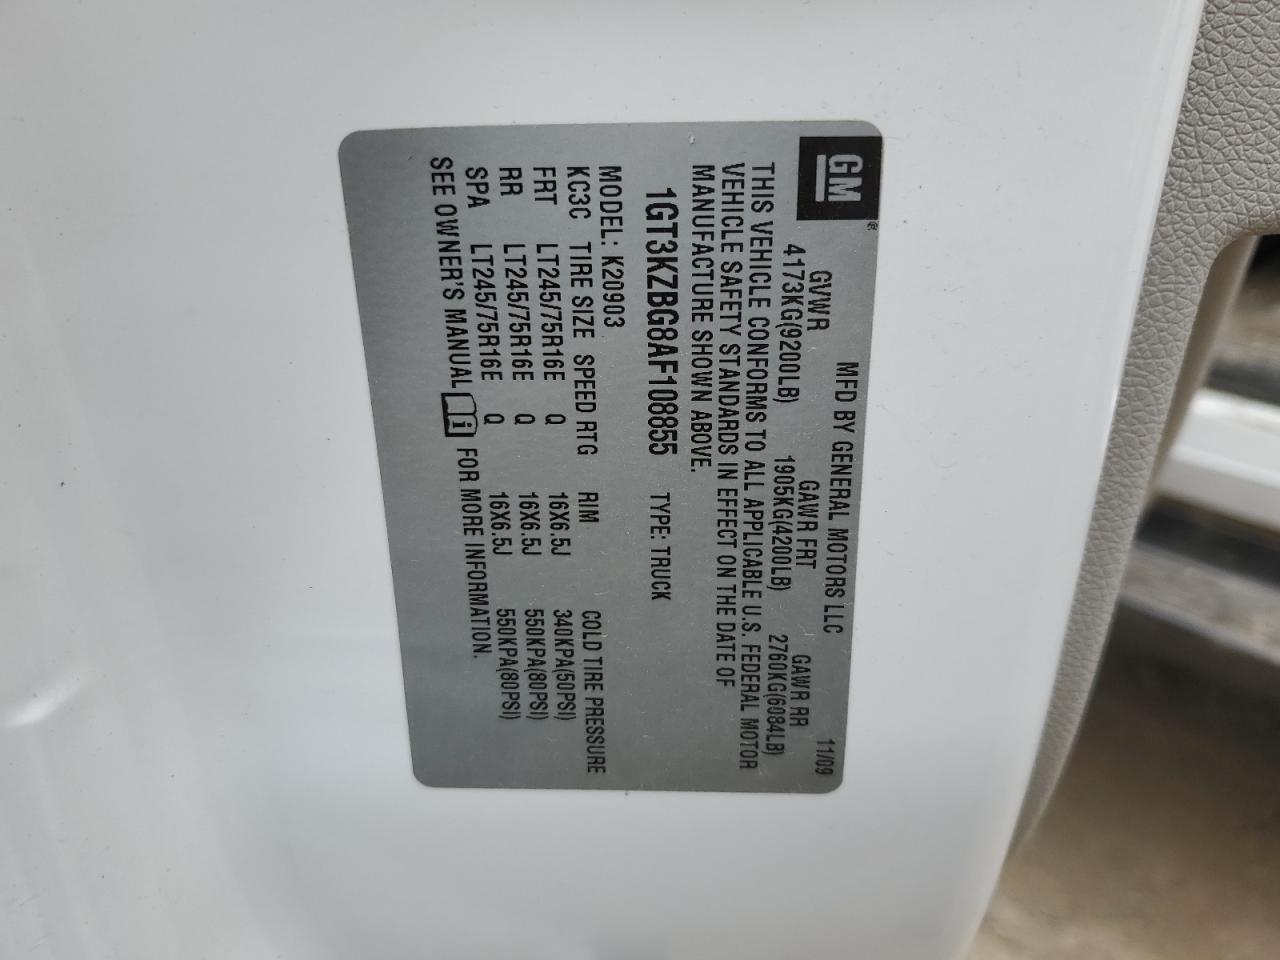 GM®
MFD BY GENERAL MOTORS LLC 11/09
GVWR GAWR FRT GAWR RR
4173KG(9200LB) 1905KG(4200LB) 2760KG(6084LB)
THIS VEHICLE CONFORMS TO ALL APPLICABLE U.S. FEDERAL MOTOR
VEHICLE SAFETY STANDARDS IN EFFECT ON THE DATE OF
MANUFACTURE SHOWN ABOVE.
1GT3KZBG8AF108855 TYPE: TRUCK
MODEL: K20903
KC3C TIRE SIZE SPEED RTG RIM COLD TIRE PRESSURE
FRT LT245/75R16E Q 16X6.5J 340KPA(50PSI)
RR LT245/75R16E Q 16X6.5J 550KPA(80PSI)
SPA LT245/75R16E Q 16X6.5J 550KPA(80PSI)
SEE OWNER'S MANUAL i FOR MORE INFORMATION.